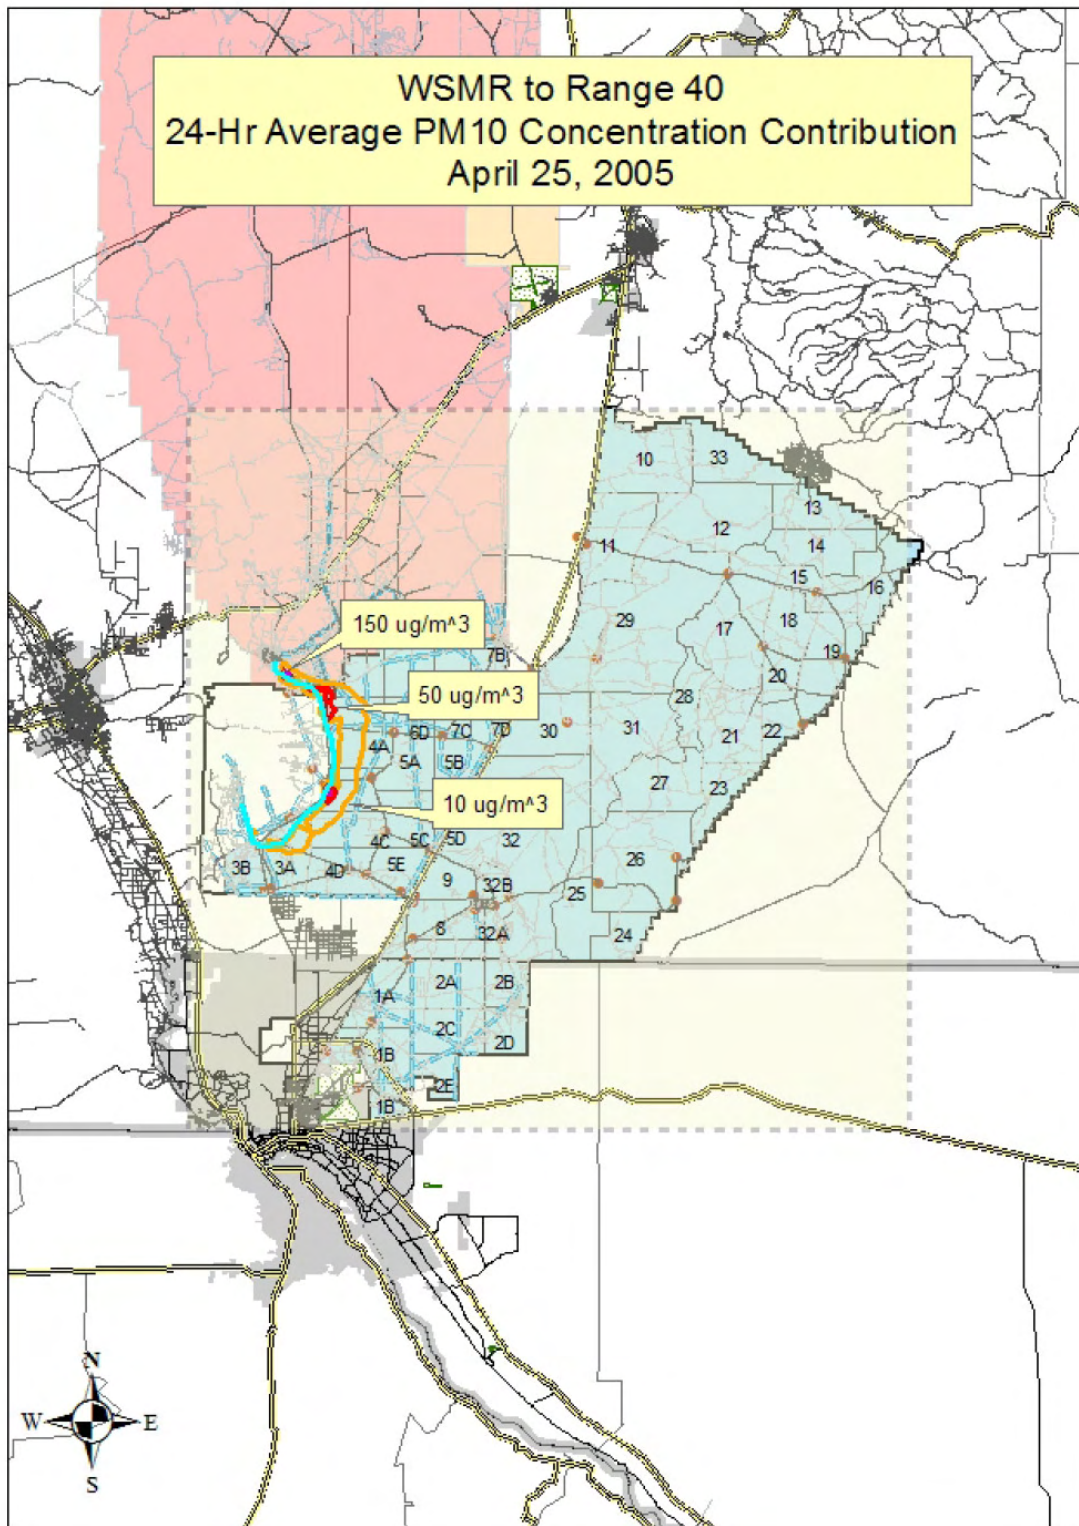 WSMR to Range 40
24-Hr Average PM10 Concentration Contribution
April 25, 2005
10
33
13
12
14
11
15
16
29
17
18
150 ug/m^3
7B
19
20
50 ug/m^3
28
30
31
6D
7C
7D
4A
21
22
5A
5B
27
23
10 ug/m^3
4C
5C
5D
32
26
3B
3A
4D
5E
9
32B
25
8
32A
24
2A
2B
1A
2C
2D
1B
2E
1B
N
W
E
S